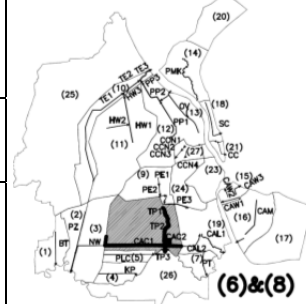 (20)
(14)
TE2 TE3
PMK
(25)
TE1 (10) HW3 PP3
PP2
(13)
(18)
HW2
HW1
PP1
SC
(12)
(11)
CCN1
CCN2
CCN3
(27)
(21)
CC
CCN4
(23)
(9) PE1
PE2
(24)
(15)
CAW3
PE3
CAW1
(16)
CAM
(2)
TP1
(3)
PZ
TP2
(19)
CAL1
(17)
(1)
BT
NW
CAC1
CAC2
CAL2
PLC(5)
TP3
(7)
PT
(4)
KP
(26)
(6)&(8)